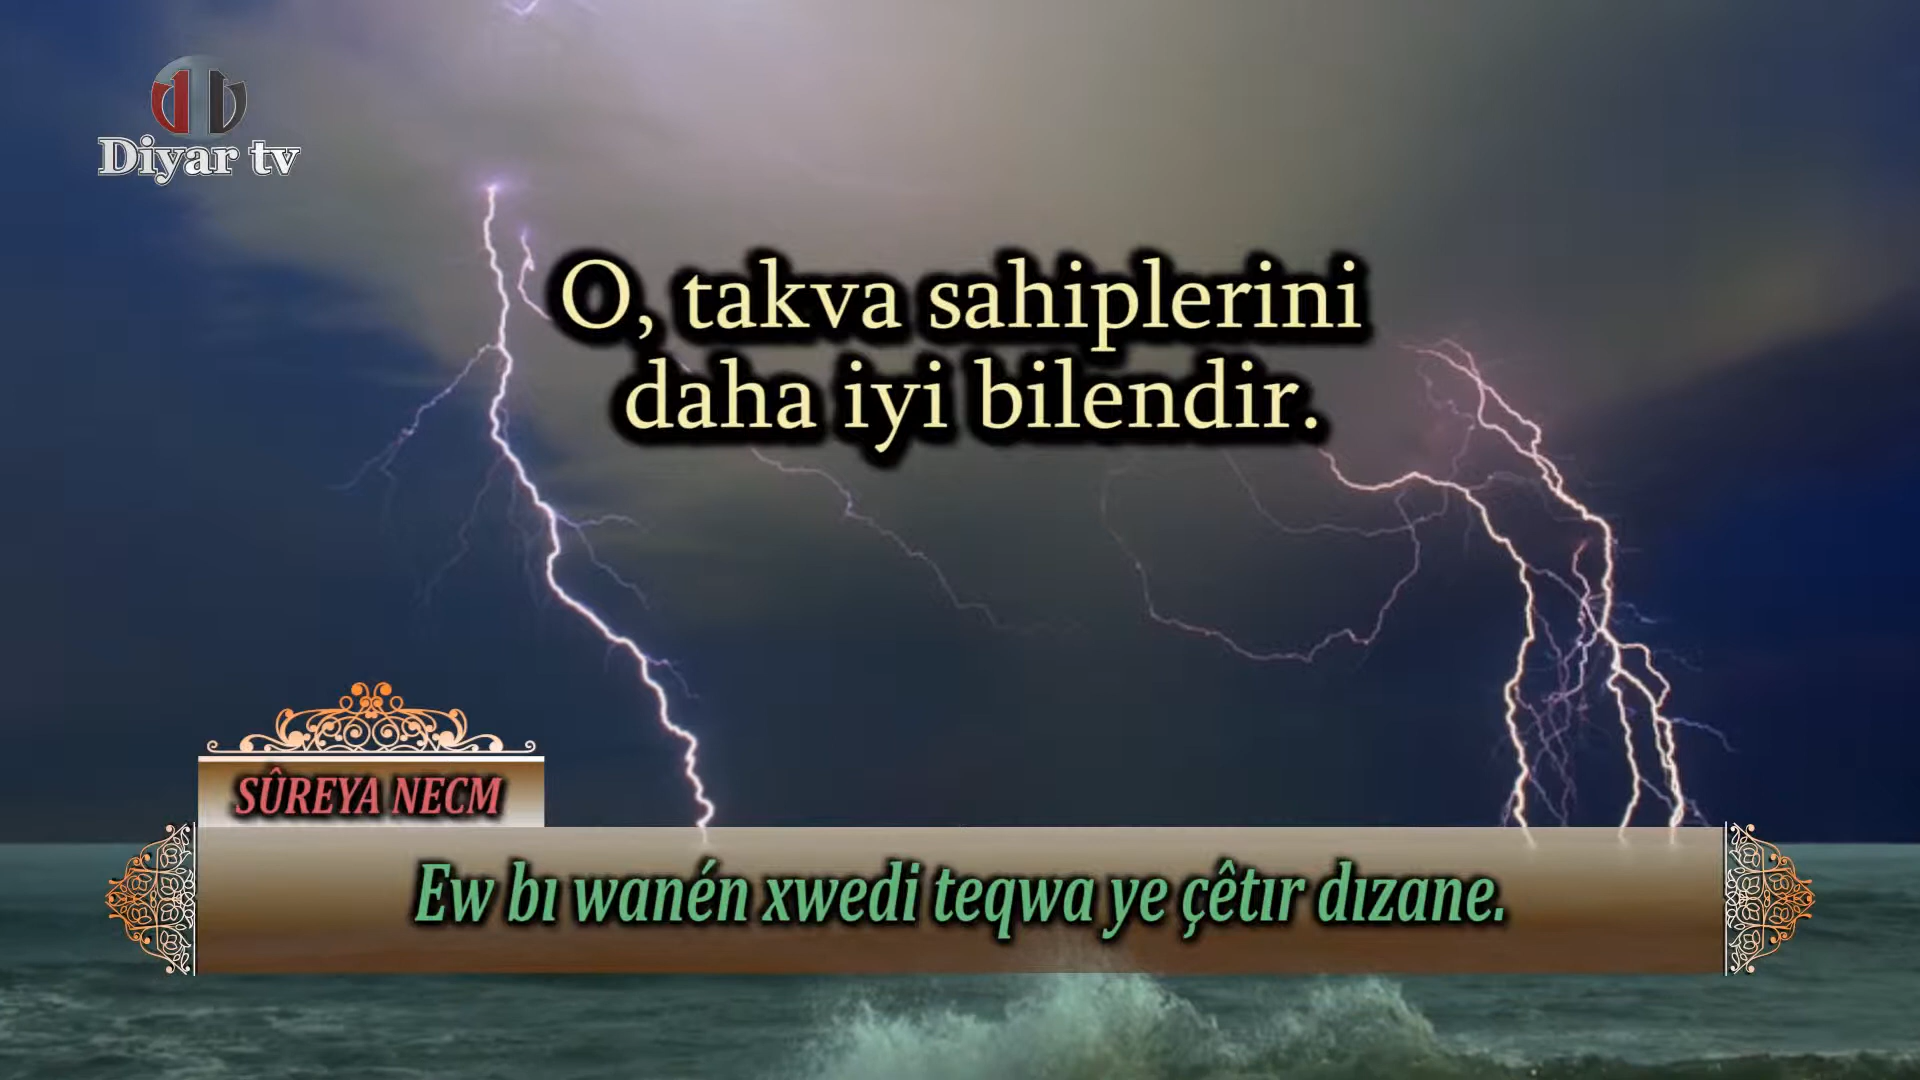 Diyar tv
O, takva sahiplerini
daha iyi bilendir.
SÛREYA NECM
Ew bı wanén xwedi teqwa ye çêtır dızane.